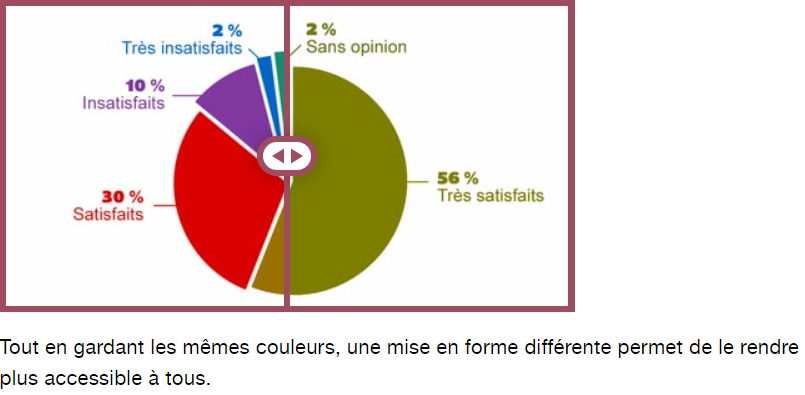 2 %
Très insatisfaits
2 %
Sans opinion
10 %
Insatisfaits
56 %
Très satisfaits
30 %
Satisfaits
Tout en gardant les mêmes couleurs, une mise en forme différente permet de le rendre
plus accessible à tous.